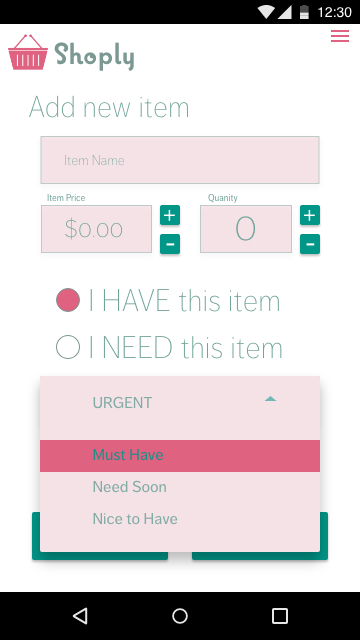 12:30
Shoply
Add new item
Item Name
Item Price Quanity
$0.00 + - 0 + -
I HAVE this item
I NEED this item
URGENT
Must Have
Need Soon
Nice to Have